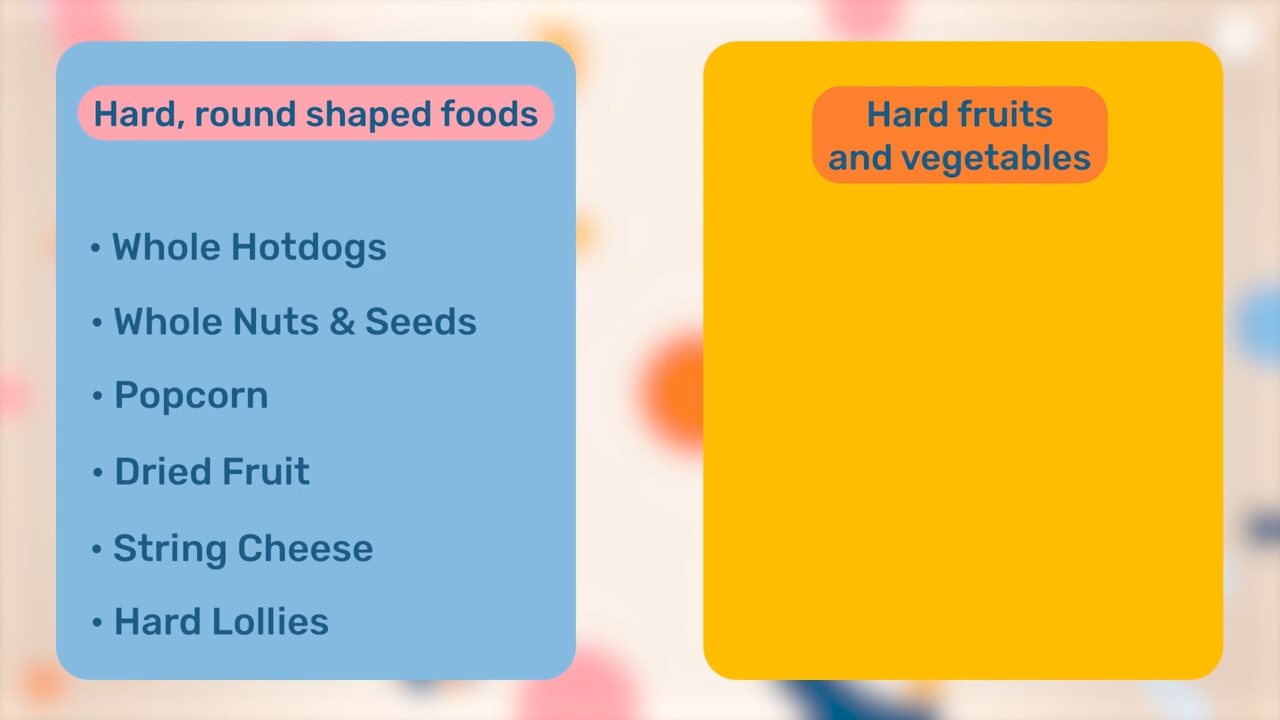 Hard, round shaped foods
• Whole Hotdogs
• Whole Nuts & Seeds
• Popcorn
• Dried Fruit
• String Cheese
• Hard Lollies
Hard fruits
and vegetables